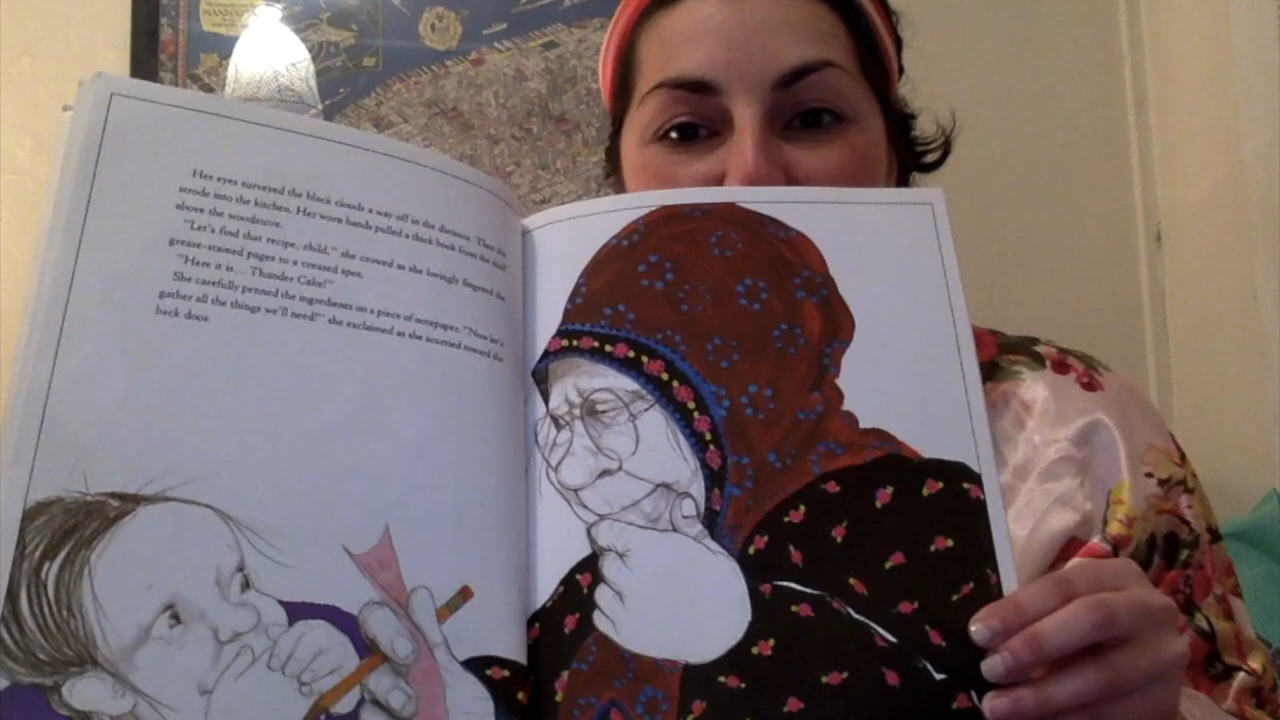 MANHATTAN
Her eyes surveyed the black clouds a way off in the distance. Then she
strode into the kitchen. Her worn hands pulled a thick book from the shelf
above the woodstove.
"Let's find that recipe, child," she crowed as she lovingly fingered the
grease-stained pages to a creased spot.
"Here it is... Thunder Cake!"
She carefully penned the ingredients on a piece of notepaper. "Now let's
gather all the things we'll need!" she exclaimed as she scurried toward the
back door.